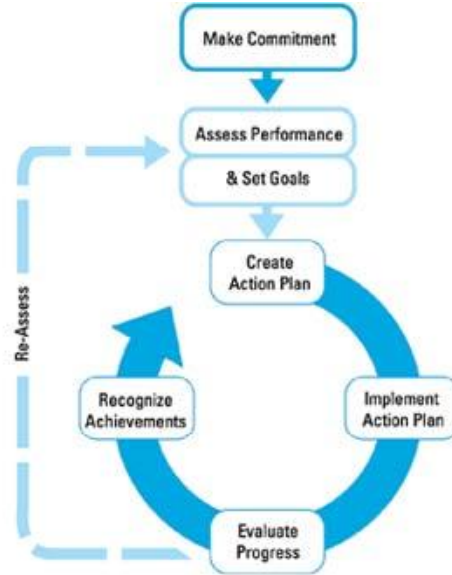 Make Commitment
Assess Performance
& Set Goals
Create
Action Plan
Implement
Action Plan
Evaluate
Progress
Recognize
Achievements
Re-Assess